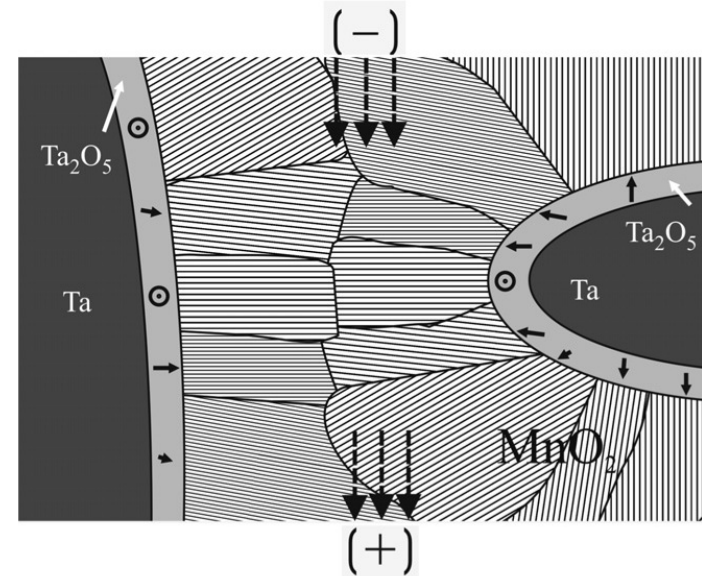 (-)
Ta₂O₅
Ta₂O₅
Ta
Ta
MnO₂
(+)